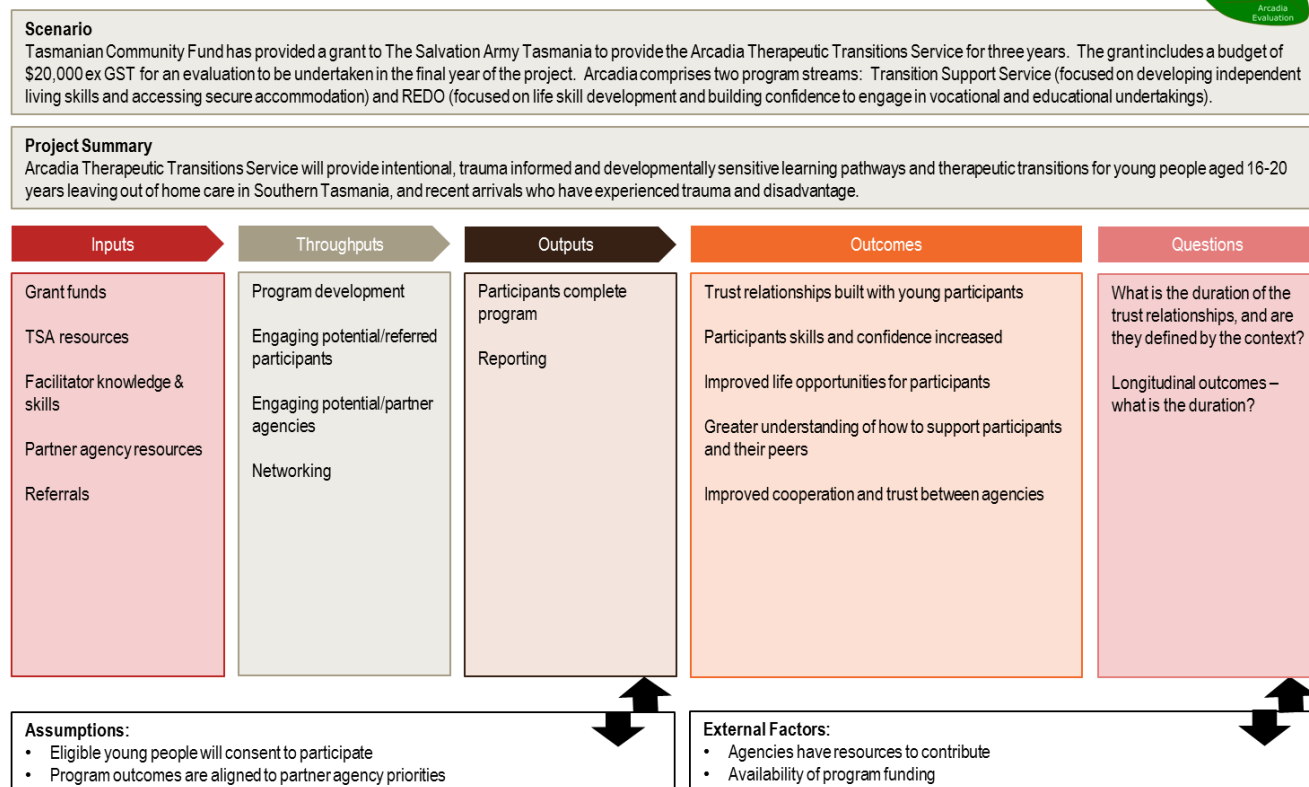 Arcadia
Evaluation
Scenario
Tasmanian Community Fund has provided a grant to The Salvation Army Tasmania to provide the Arcadia Therapeutic Transitions Service for three years. The grant includes a budget of
$20,000 ex GST for an evaluation to be undertaken in the final year of the project. Arcadia comprises two program streams: Transition Support Service (focused on developing independent
living skills and accessing secure accommodation) and REDO (focused on life skill development and building confidence to engage in vocational and educational undertakings).
Project Summary
Arcadia Therapeutic Transitions Service will provide intentional, trauma informed and developmentally sensitive learning pathways and therapeutic transitions for young people aged 16-20
years leaving out of home care in Southern Tasmania, and recent arrivals who have experienced trauma and disadvantage.
Inputs
Grant funds
TSA resources
Facilitator knowledge &
skills
Partner agency resources
Referrals
Throughputs
Program development
Engaging potential/referred
participants
Engaging potential/partner
agencies
Networking
Outputs
Participants complete
program
Reporting
Outcomes
Trust relationships built with young participants
Participants skills and confidence increased
Improved life opportunities for participants
Greater understanding of how to support participants
and their peers
Improved cooperation and trust between agencies
Questions
What is the duration of the
trust relationships, and are
they defined by the context?
Longitudinal outcomes –
what is the duration?
Assumptions:
• Eligible young people will consent to participate
• Program outcomes are aligned to partner agency priorities
External Factors:
• Agencies have resources to contribute
• Availability of program funding